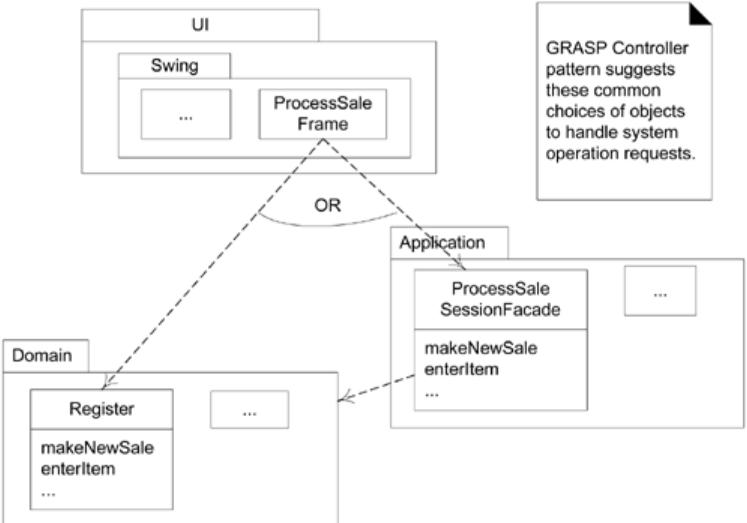 UI
Swing
...
ProcessSale
Frame
GRASP Controller
pattern suggests
these common
choices of objects
to handle system
operation requests.
OR
Application
ProcessSale
SessionFacade
makeNewSale
enterItem
...
...
Domain
Register
makeNewSale
enterItem
...
...